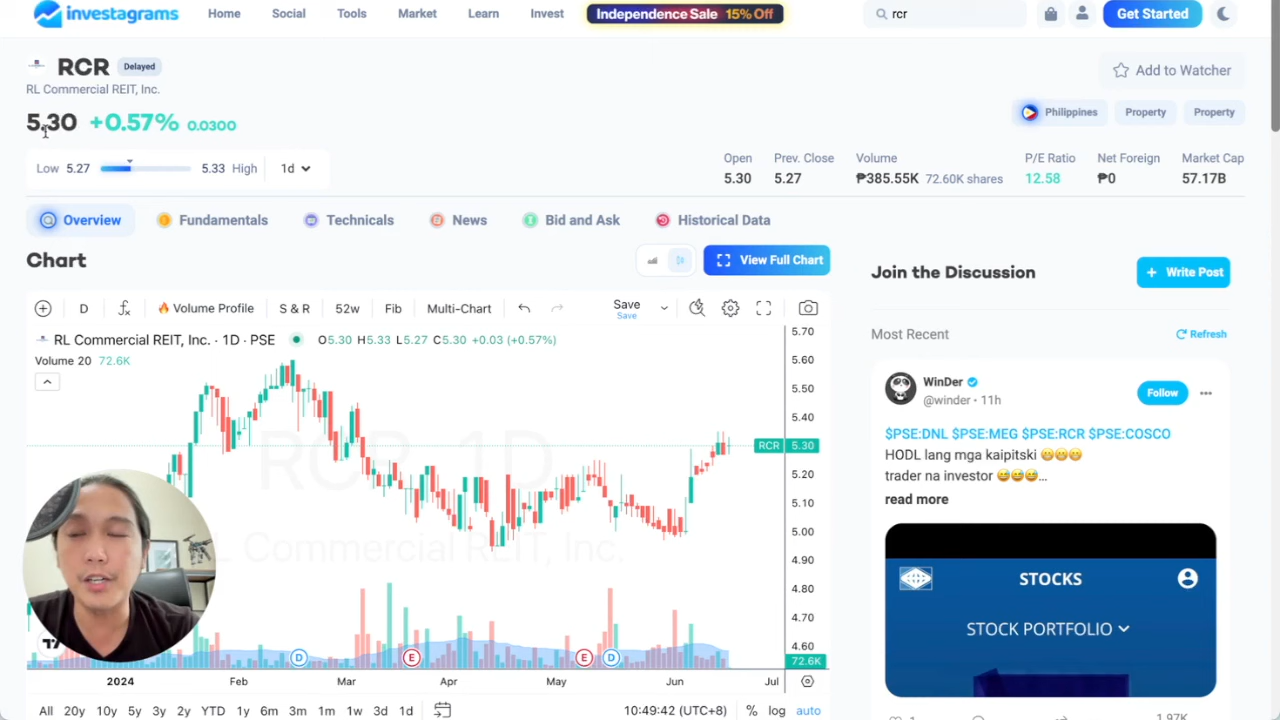 investagrams Home Social Tools Market Learn Invest Independence Sale 15% Off rcr Get Started
RCR Delayed Add to Watcher
RL Commercial REIT, Inc.
5.30 +0.57% 0.0300 Philippines Property Property
Low 5.27 5.33 High 1d
Open Prev. Close Volume P/E Ratio Net Foreign Market Cap
5.30 5.27 ₱385.55K 72.60K shares 12.58 ₱0 57.17B
Overview Fundamentals Technicals News Bid and Ask Historical Data
Chart View Full Chart
D Volume Profile S & R 52w Fib Multi-Chart Save
Save
RL Commercial REIT, Inc. · 1D · PSE O5.30 H5.33 L5.27 C5.30 +0.03 (+0.57%)
Volume 20 72.6K
5.70
5.60
5.50
5.40
RCR 5.30
5.20
5.10
5.00
4.90
4.80
4.70
4.60
72.6K
RCR, 1D
RL Commercial REIT, Inc.
D E E D
2024 Feb Mar Apr May Jun Jul
All 20y 10y 5y 3y 2y YTD 1y 6m 3m 1m 1w 3d 1d 10:49:42 (UTC+8) % log auto
Join the Discussion + Write Post
Most Recent Refresh
WinDer
@winder · 11h Follow
$PSE:DNL $PSE:MEG $PSE:RCR $PSE:COSCO
HODL lang mga kaipitski 😄😄😄
trader na investor 😅😅😅...
read more
STOCKS
STOCK PORTFOLIO